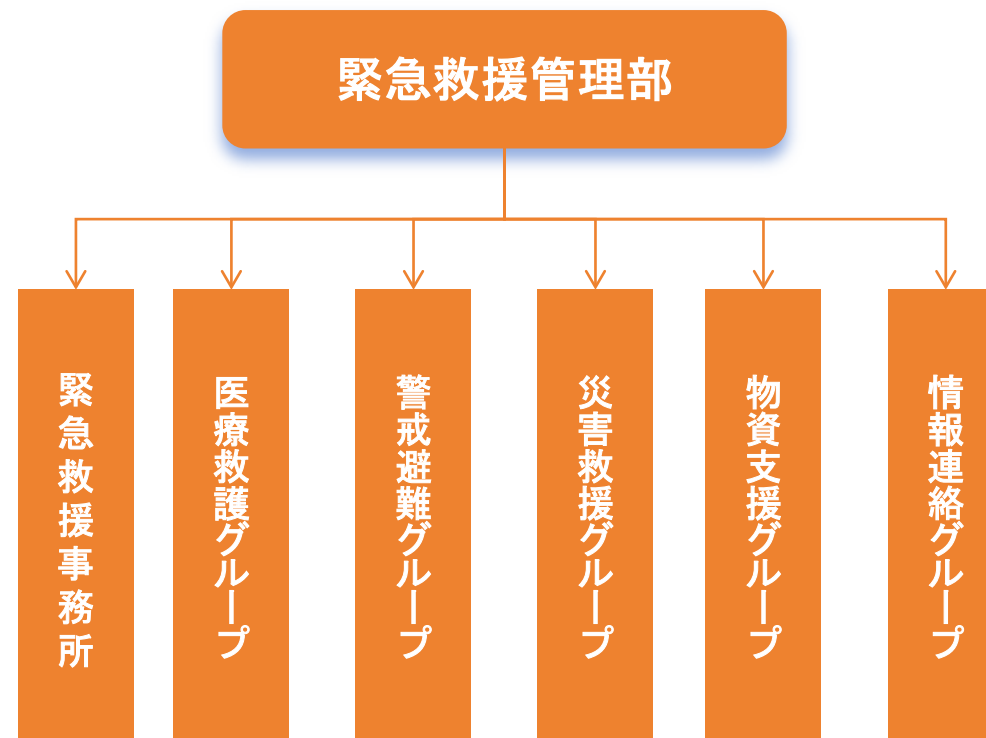 緊急救援管理部
緊急救援事務所
医療救護グループ
警戒避難グループ
災害救援グループ
物資支援グループ
情報連絡グループ